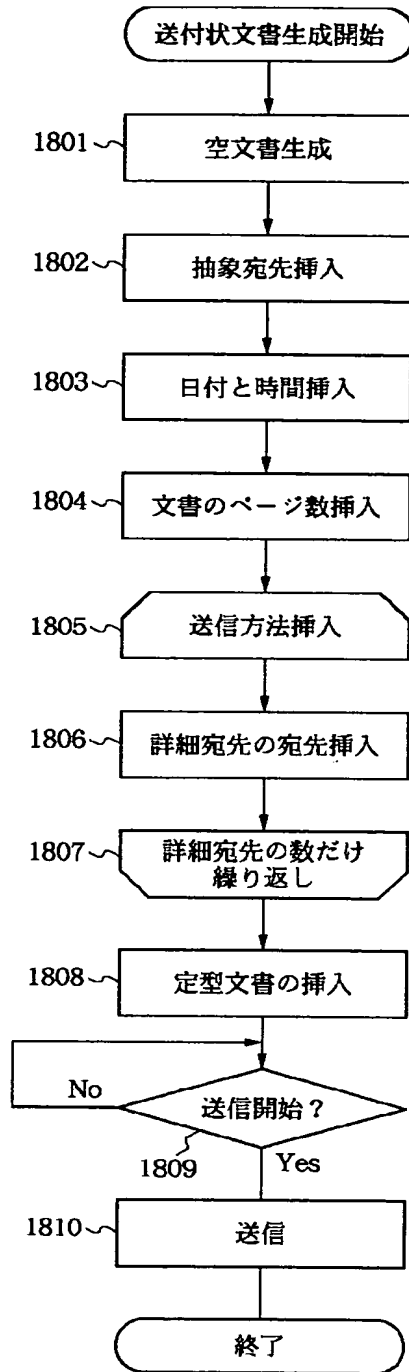 送付状文書生成開始
1801
空文書生成
1802
抽象宛先挿入
1803
日付と時間挿入
1804
文書のページ数挿入
1805
送信方法挿入
1806
詳細宛先の宛先挿入
1807
詳細宛先の数だけ
繰り返し
1808
定型文書の挿入
No
送信開始？
1809
Yes
1810
送信
終了